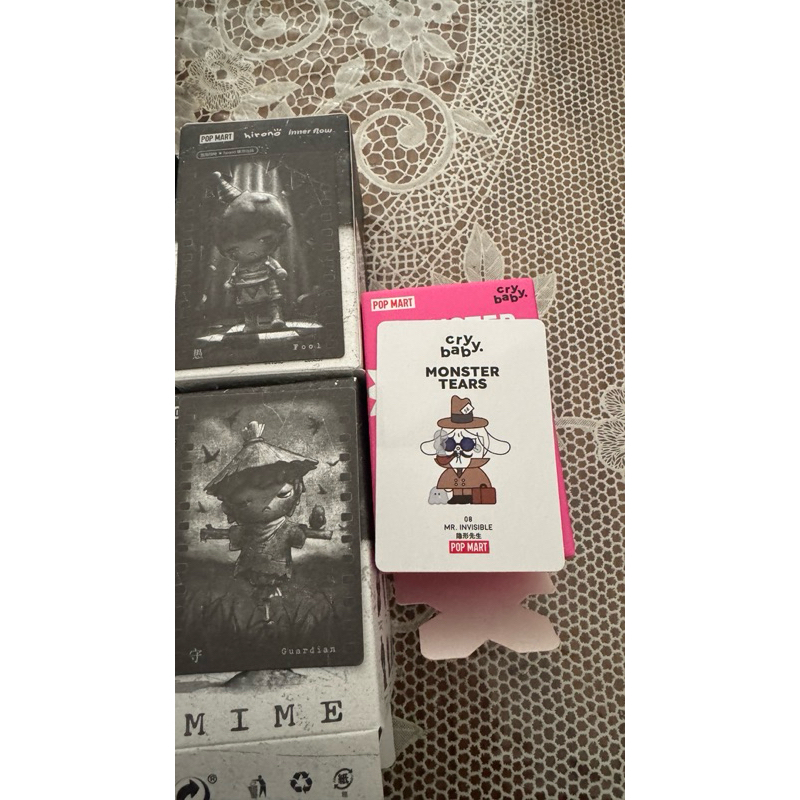 POP MART hirono inner flow
Fool
愚
Guardian
守
MIME
POP MART
cry baby.
cry
baby.
MONSTER
TEARS
08
MR. INVISIBLE
隐形先生
POP MART